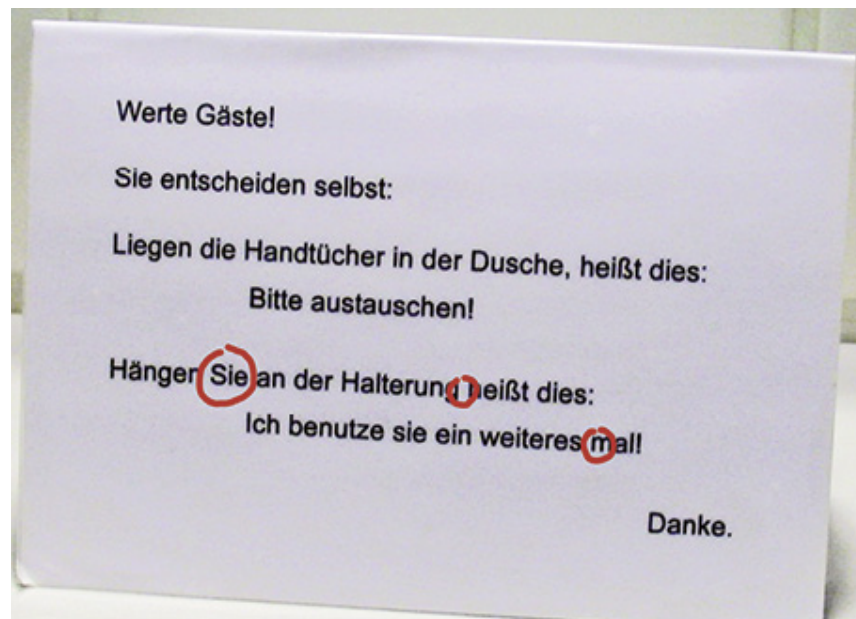 Werte Gäste!
Sie entscheiden selbst:
Liegen die Handtücher in der Dusche, heißt dies:
Bitte austauschen!
Hängen Sie an der Halterung heißt dies:
Ich benutze sie ein weiteres mal!
Danke.